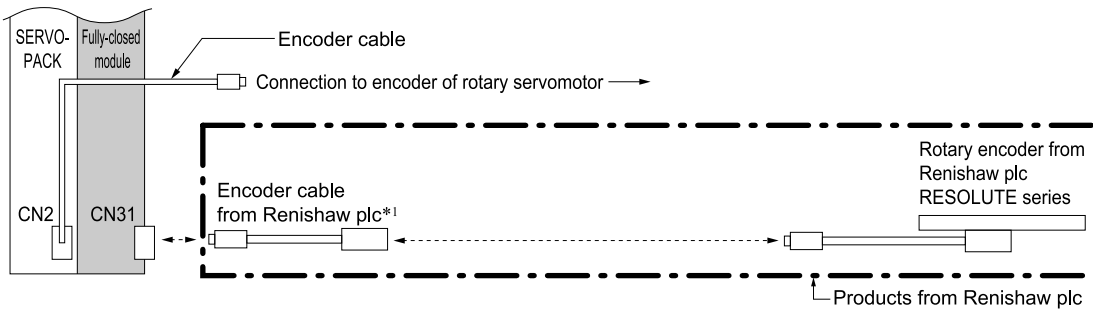 SERVO-
PACK
Fully-closed
module
Encoder cable
Connection to encoder of rotary servomotor
Rotary encoder from
Renishaw plc
RESOLUTE series
Encoder cable
from Renishaw plc*1
CN2
CN31
Products from Renishaw plc